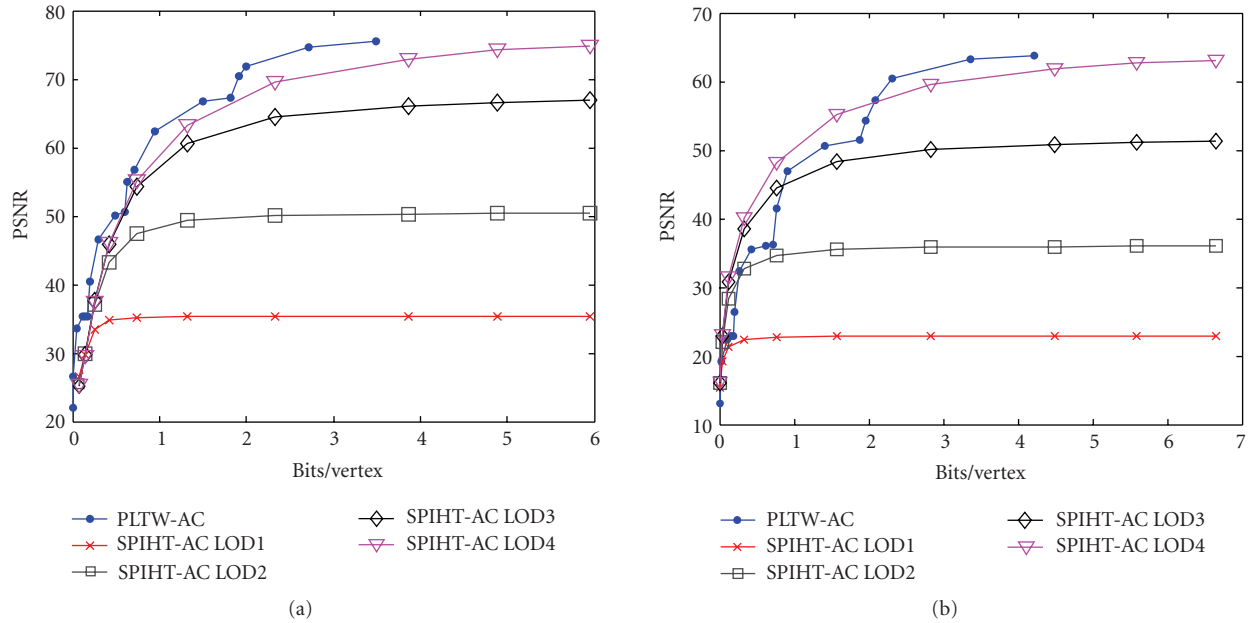 80
70
60
50
40
30
20
PSNR
0 1 2 3 4 5 6
Bits/vertex
PLTW-AC
SPIHT-AC LOD1
SPIHT-AC LOD2
SPIHT-AC LOD3
SPIHT-AC LOD4
(a)
80
70
60
50
40
30
20
10
PSNR
0 1 2 3 4 5 6 7
Bits/vertex
PLTW-AC
SPIHT-AC LOD1
SPIHT-AC LOD2
SPIHT-AC LOD3
SPIHT-AC LOD4
(b)